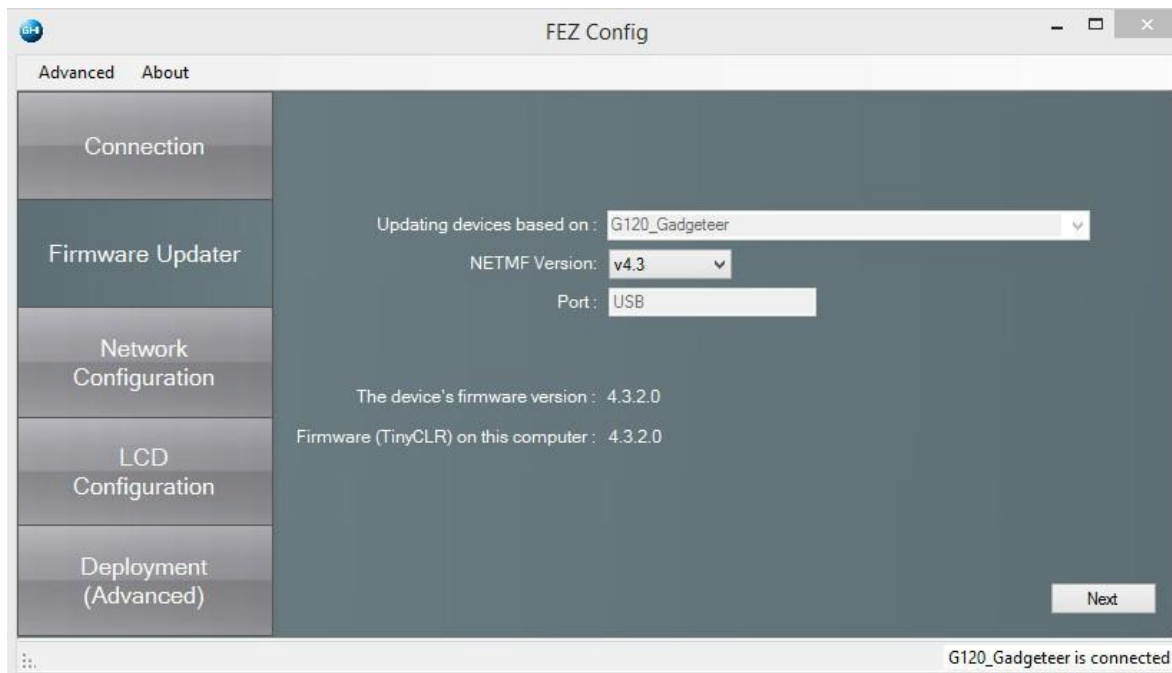 GHI
FEZ Config
Advanced About
Connection
Firmware Updater
Network
Configuration
LCD
Configuration
Deployment
(Advanced)
Updating devices based on : G120_Gadgeteer
NETMF Version: v4.3
Port : USB
The device's firmware version : 4.3.2.0
Firmware (TinyCLR) on this computer : 4.3.2.0
Next
G120_Gadgeteer is connected